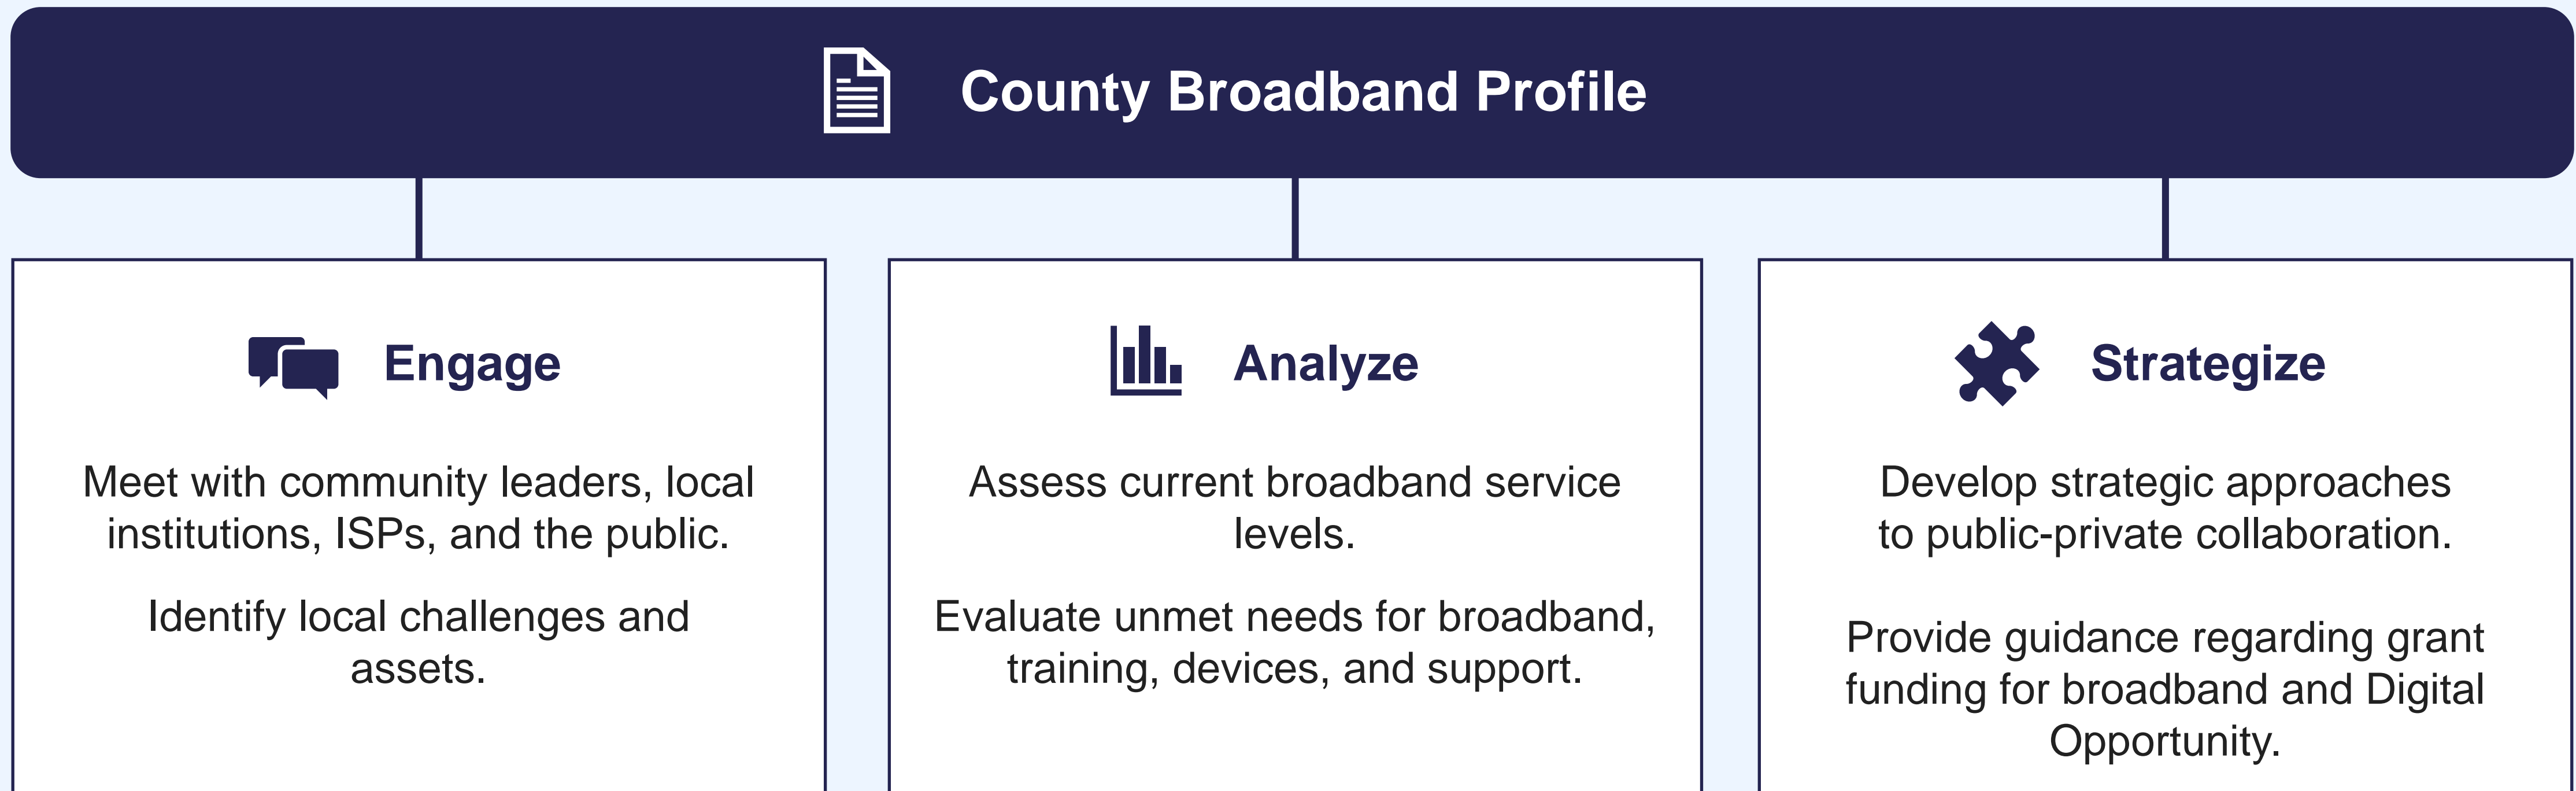 County Broadband Profile
Engage
Meet with community leaders, local
institutions, ISPs, and the public.
Identify local challenges and
assets.
Analyze
Assess current broadband service
levels.
Evaluate unmet needs for broadband,
training, devices, and support.
Strategize
Develop strategic approaches
to public-private collaboration.
Provide guidance regarding grant
funding for broadband and Digital
Opportunity.